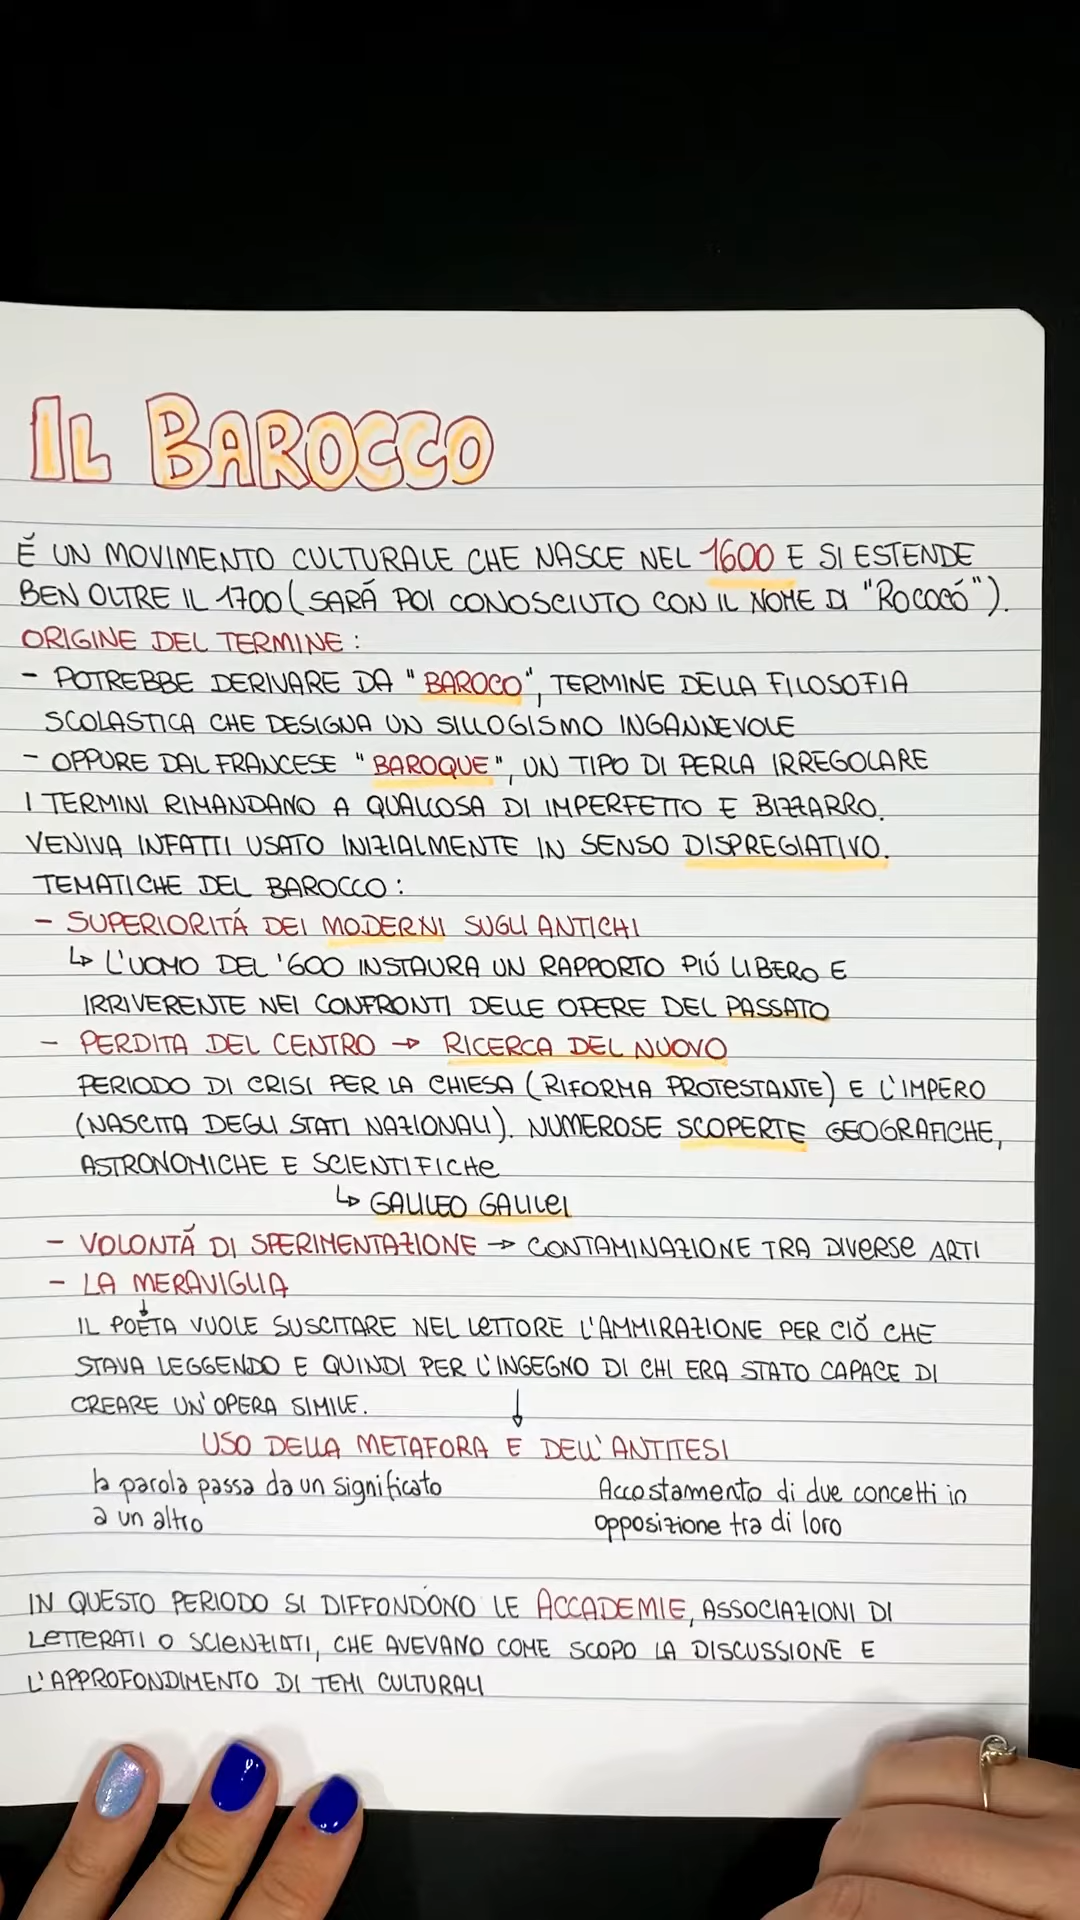 IL BAROCCO
É UN MOVIMENTO CULTURALE CHE NASCE NEL 1600 E SI ESTENDE
BEN OLTRE IL 1700 (SARÁ POI CONOSCIUTO CON IL NOME DI "ROCOCÓ").
ORIGINE DEL TERMINE:
- POTREBBE DERIVARE DA "BAROCO", TERMINE DELLA FILOSOFIA
SCOLASTICA CHE DESIGNA UN SILLOGISMO INGANNEVOLE
- OPPURE DAL FRANCESE "BAROQUE", UN TIPO DI PERLA IRREGOLARE
I TERMINI RIMANDANO A QUALCOSA DI IMPERFETTO E BIZZARRO.
VENIVA INFATTI USATO INIZIALMENTE IN SENSO DISPREGIATIVO.
TEMATICHE DEL BAROCCO:
- SUPERIORITÁ DEI MODERNI SUGLI ANTICHI
↳ L'UOMO DEL '600 INSTAURA UN RAPPORTO PIÚ LIBERO E
IRRIVERENTE NEI CONFRONTI DELLE OPERE DEL PASSATO
- PERDITA DEL CENTRO → RICERCA DEL NUOVO
PERIODO DI CRISI PER LA CHIESA (RIFORMA PROTESTANTE) E L'IMPERO
(NASCITA DEGLI STATI NAZIONALI). NUMEROSE SCOPERTE GEOGRAFICHE,
ASTRONOMICHE E SCIENTIFICHE
↳ GALILEO GALILEI
- VOLONTÁ DI SPERIMENTAZIONE → CONTAMINAZIONE TRA DIVERSE ARTI
- LA MERAVIGLIA
↓
IL POETA VUOLE SUSCITARE NEL LETTORE L'AMMIRAZIONE PER CIÓ CHE
STAVA LEGGENDO E QUINDI PER L'INGEGNO DI CHI ERA STATO CAPACE DI
CREARE UN'OPERA SIMILE. ↓
USO DELLA METAFORA E DELL'ANTITESI
la parola passa da un significato
a un altro
Accostamento di due concetti in
opposizione tra di loro
IN QUESTO PERIODO SI DIFFONDONO LE ACCADEMIE, ASSOCIAZIONI DI
LETTERATI O SCIENZIATI, CHE AVEVANO COME SCOPO LA DISCUSSIONE E
L'APPROFONDIMENTO DI TEMI CULTURALI